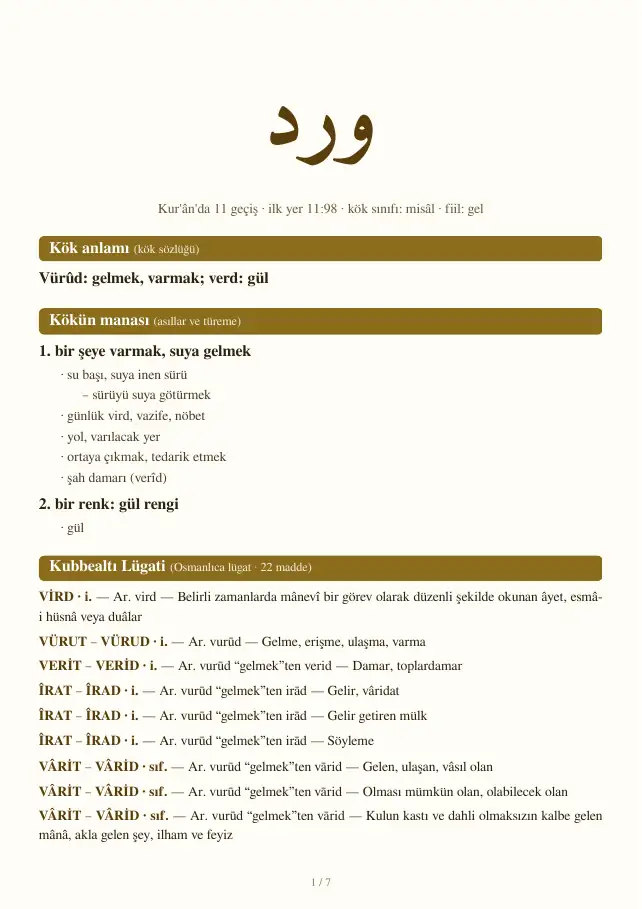 ورد
Kur'ân'da 11 geçiş · ilk yer 11:98 · kök sınıfı: misâl · fiil: gel
Kök anlamı (kök sözlüğü)
Vürûd: gelmek, varmak; verd: gül
Kökün manası (asıllar ve türeme)
1. bir şeye varmak, suya gelmek
· su başı, suya inen sürü
– sürüyü suya götürmek
· günlük vird, vazife, nöbet
· yol, varılacak yer
· ortaya çıkmak, tedarik etmek
· şah damarı (verîd)
2. bir renk: gül rengi
· gül
Kubbealtı Lügati (Osmanlıca lügat · 22 madde)
VİRD · i. — Ar. vird — Belirli zamanlarda mânevî bir görev olarak düzenli şekilde okunan âyet, esmâ-
i hüsnâ veya duâlar
VÜRUT – VÜRUD · i. — Ar. vurūd — Gelme, erişme, ulaşma, varma
VERİT – VERİD · i. — Ar. vurūd “gelmek”ten verіd — Damar, toplardamar
ÎRAT – ÎRAD · i. — Ar. vurūd “gelmek”ten irād — Gelir, vâridat
ÎRAT – ÎRAD · i. — Ar. vurūd “gelmek”ten irād — Gelir getiren mülk
ÎRAT – ÎRAD · i. — Ar. vurūd “gelmek”ten irād — Söyleme
VÂRİT – VÂRİD · sıf. — Ar. vurūd “gelmek”ten vārid — Gelen, ulaşan, vâsıl olan
VÂRİT – VÂRİD · sıf. — Ar. vurūd “gelmek”ten vārid — Olması mümkün olan, olabilecek olan
VÂRİT – VÂRİD · sıf. — Ar. vurūd “gelmek”ten vārid — Kulun kastı ve dahli olmaksızın kalbe gelen
mânâ, akla gelen şey, ilham ve feyiz
1 / 7